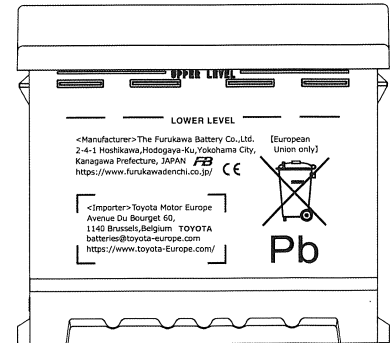 UPPER LEVEL
LOWER LEVEL
<Manufacturer>The Furukawa Battery Co.,Ltd.
2-4-1 Hoshikawa,Hodogaya-Ku,Yokohama City,
Kanagawa Prefecture, JAPAN FB
https://www.furukawadenchi.co.jp/ CE
【European
Union only】
<Importer>Toyota Motor Europe
Avenue Du Bourget 60,
1140 Brussels,Belgium TOYOTA
batteries@toyota-europe.com
https://www.toyota-Europe.com/
Pb